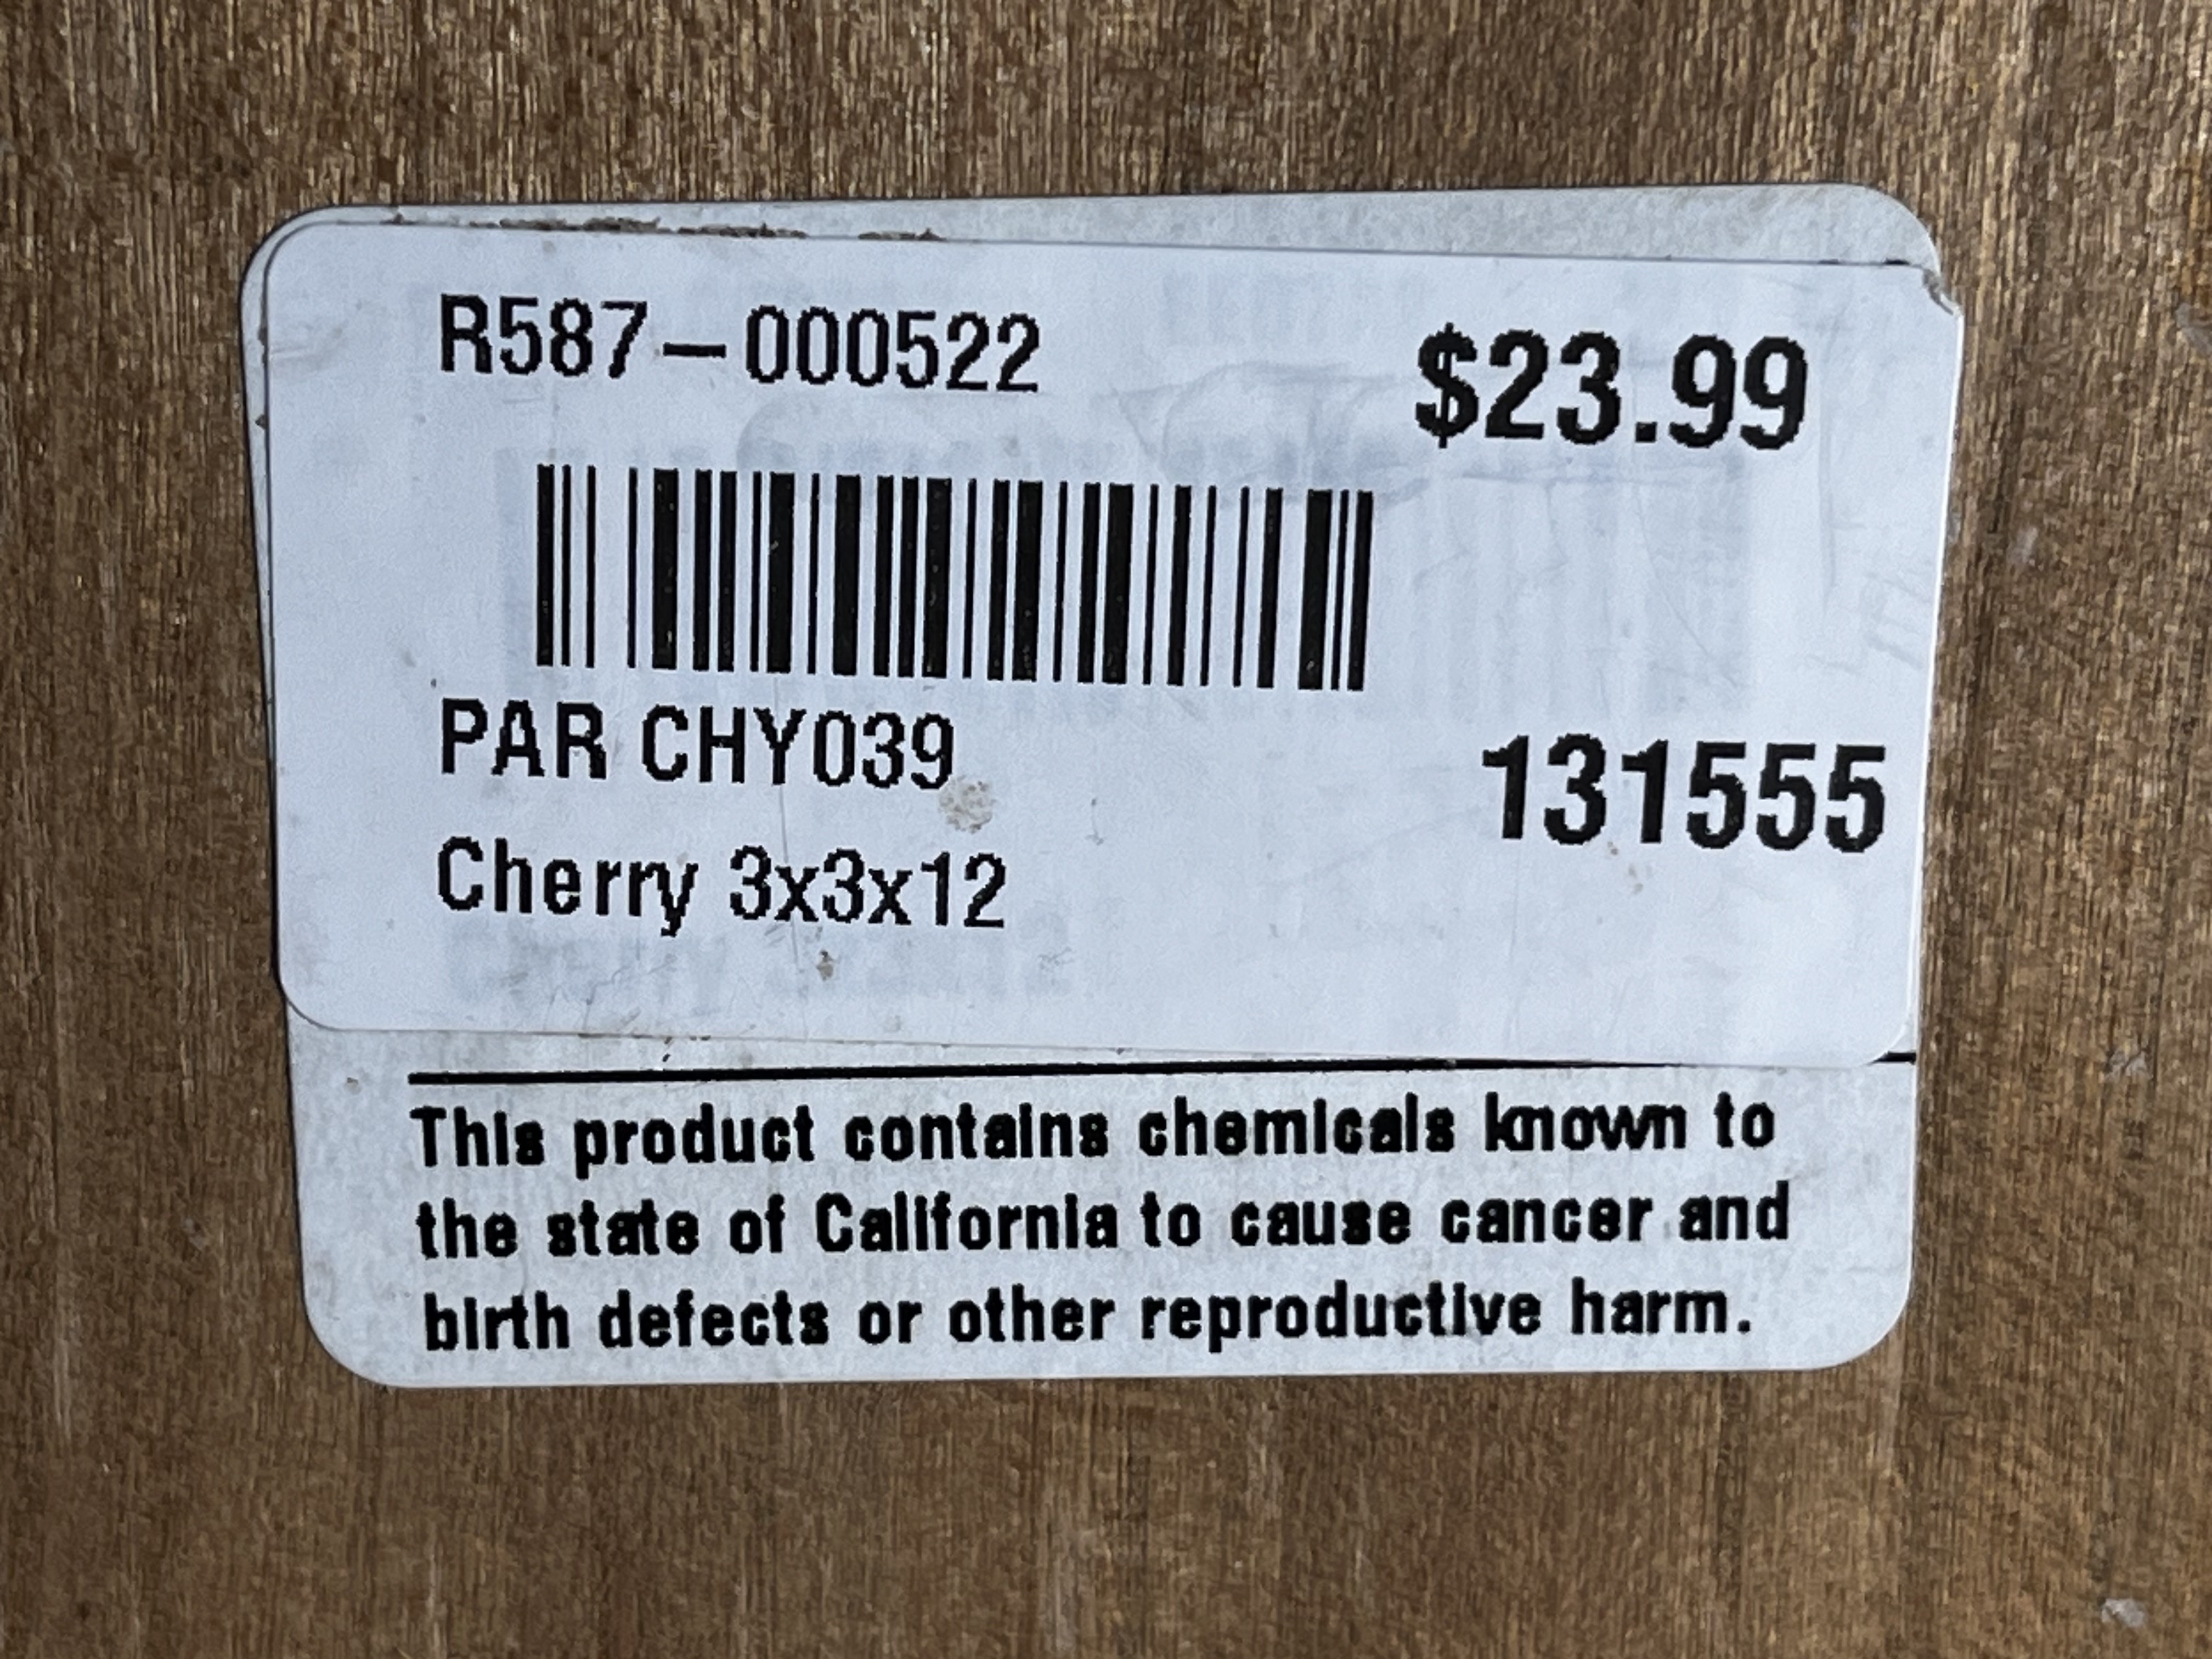 R587-000522
$23.99
PAR CHY039
131555
Cherry 3x3x12
This product contains chemicals known to
the state of California to cause cancer and
birth defects or other reproductive harm.